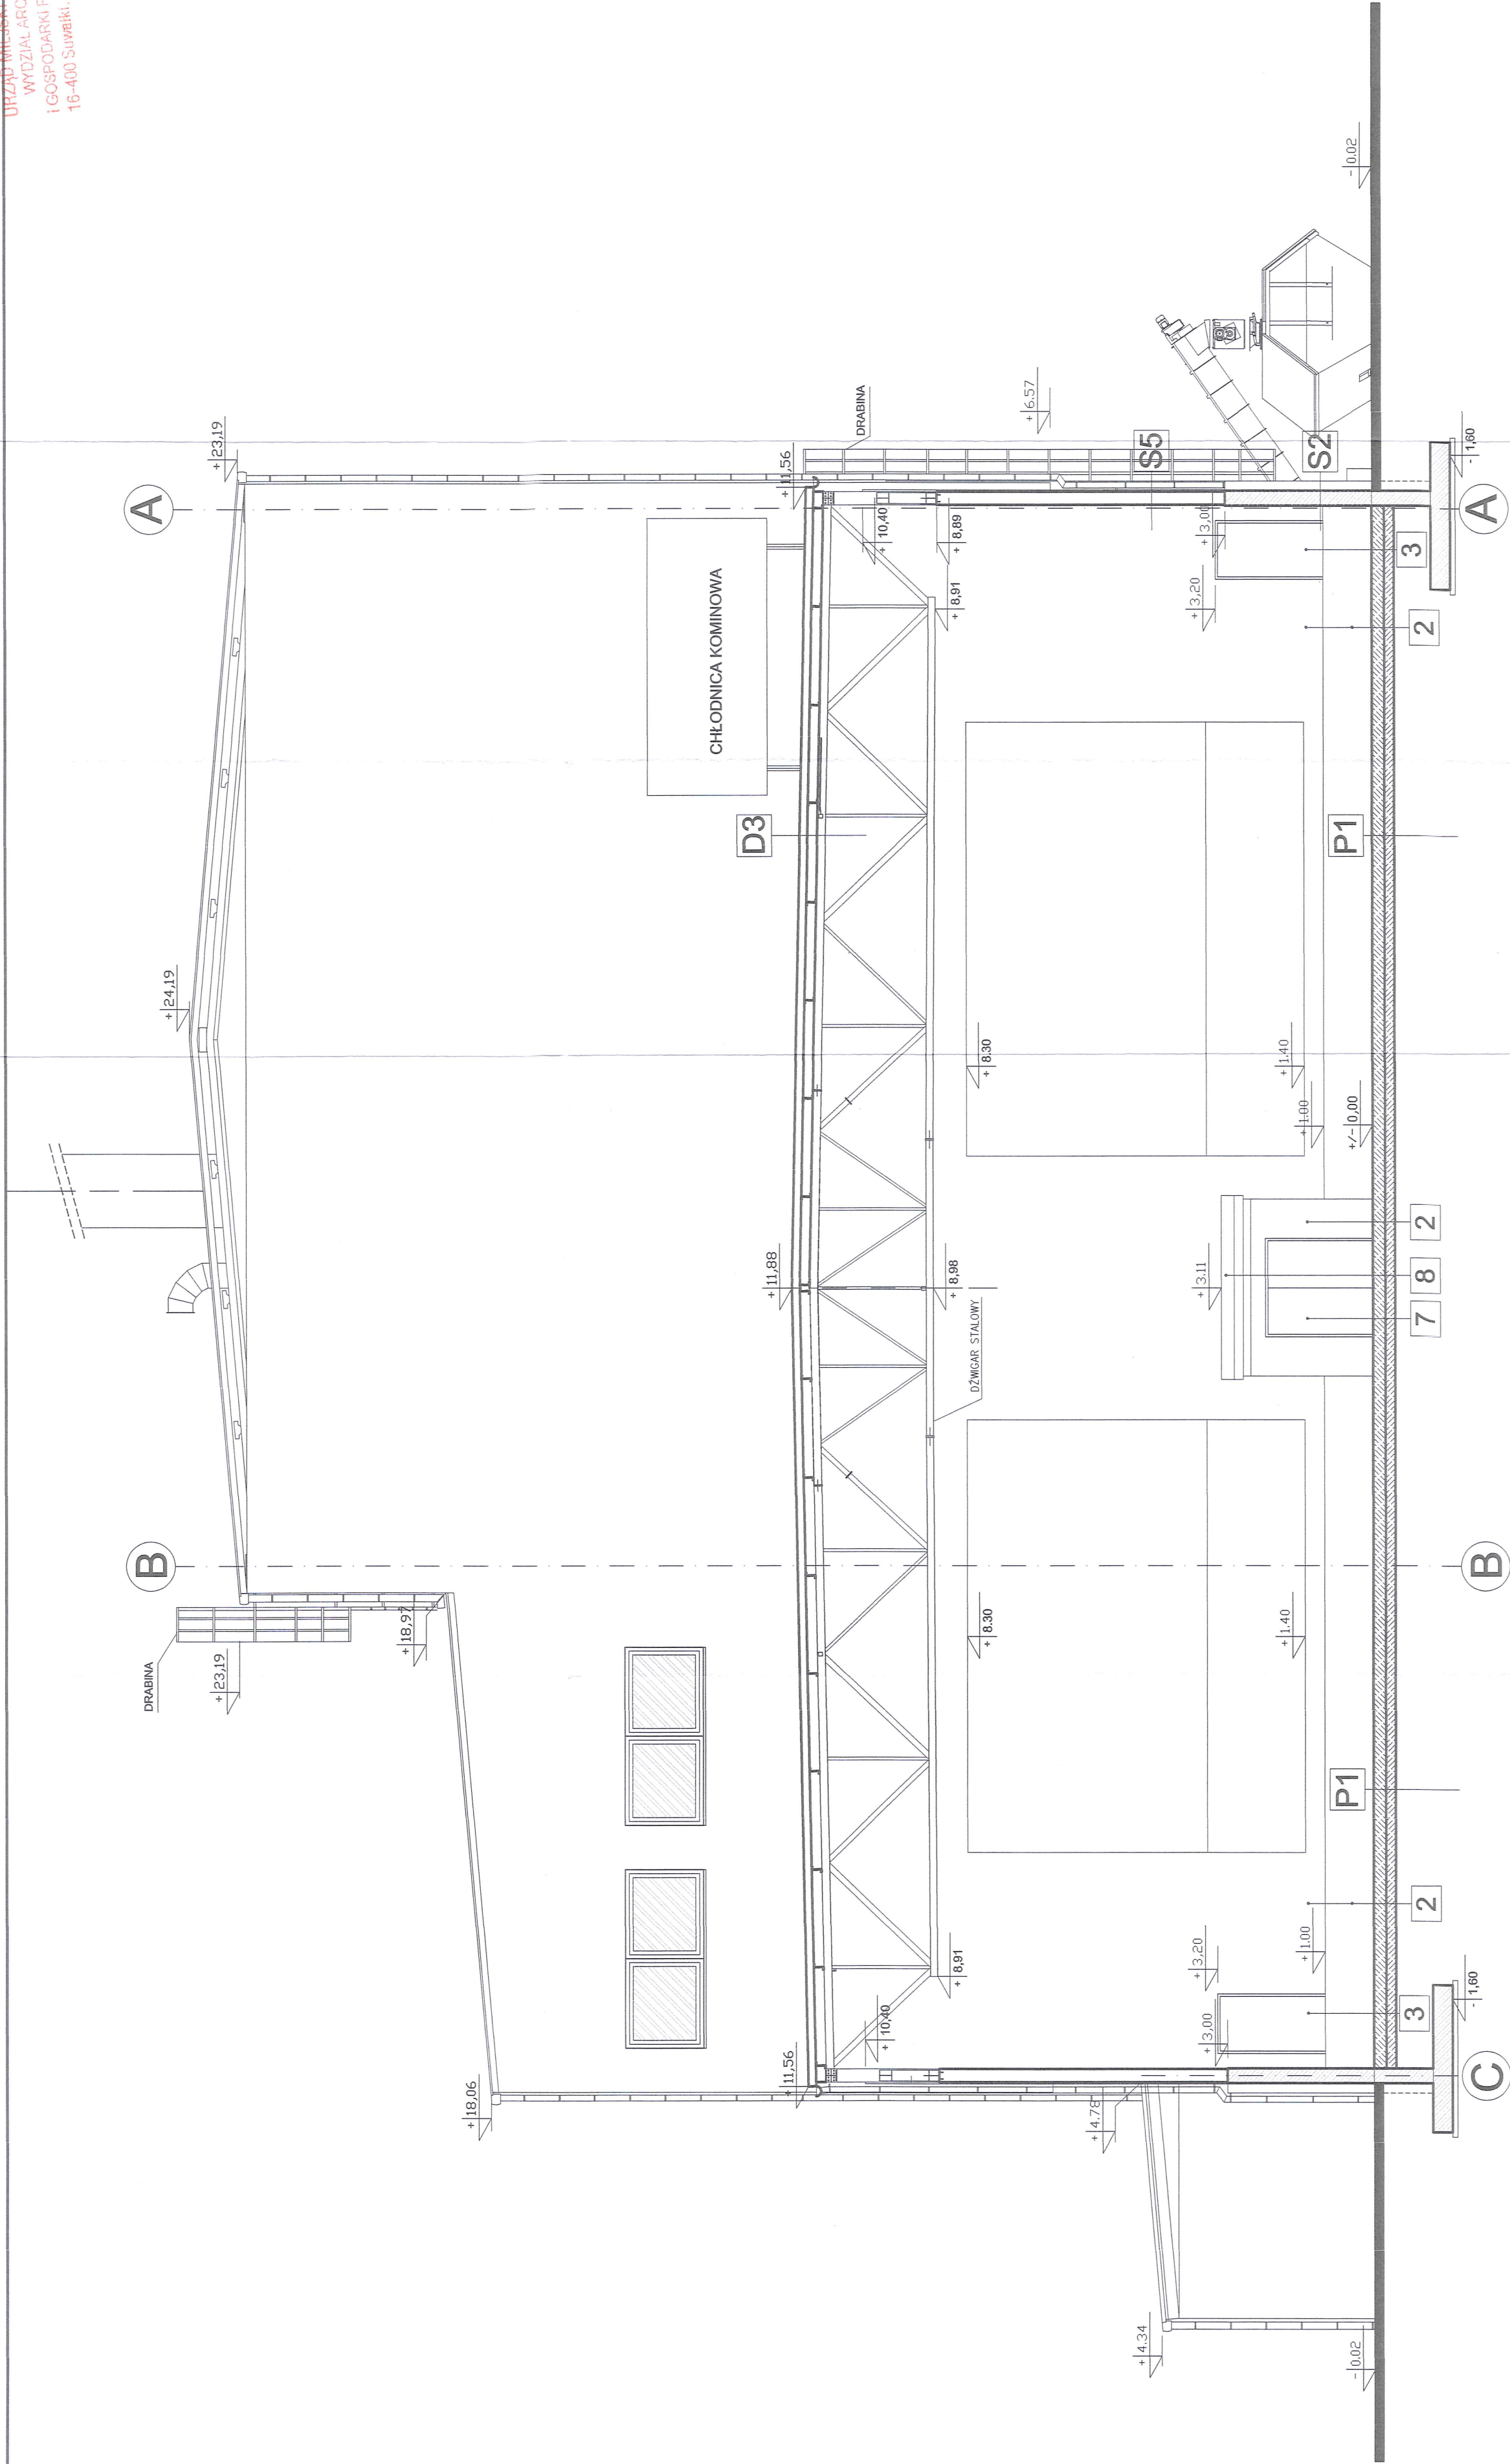 WYDZIAŁ ARC
I GOSPODARKI P
16-400 Suwałki.
C
B
A
DRABINA
+ 23,19
+ 24,19
+ 23,19
+ 18,97
+ 18,06
CHŁODNICA KOMINOWA
D3
+ 11,56
+ 11,88
+ 11,56
DRABINA
+ 10,40
+ 10,40
+ 8,91
+ 8,98
+ 8,91
+ 8,89
DŹWIGAR STALOWY
+ 8.30
+ 8.30
+ 6.57
S5
+ 4.34
+ 4.78
+ 3,00
+ 3,20
+ 3.11
+ 3,20
+ 3,00
S2
+ 1.40
+ 1.40
+ 1.00
+ 1.00
P1
P1
- 0.02
+/- 0,00
- 0.02
3
2
7
8
2
2
3
- 1,60
- 1,60
B
A